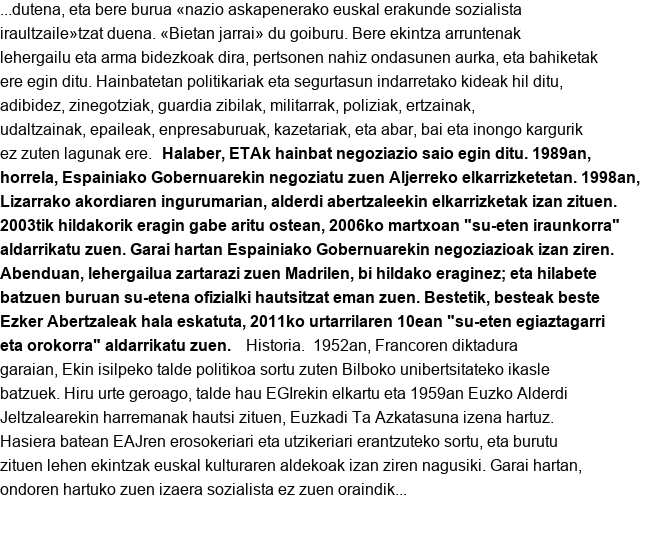 ...dutena, eta bere burua «nazio askapenerako euskal erakunde sozialista
iraultzaile»tzat duena. «Bietan jarrai» du goiburu. Bere ekintza arruntenak
lehergailu eta arma bidezkoak dira, pertsonen nahiz ondasunen aurka, eta bahiketak
ere egin ditu. Hainbatetan politikariak eta segurtasun indarretako kideak hil ditu,
adibidez, zinegotziak, guardia zibilak, militarrak, poliziak, ertzainak,
udaltzainak, epaileak, enpresaburuak, kazetariak, eta abar, bai eta inongo kargurik
ez zuten lagunak ere.  Halaber, ETAk hainbat negoziazio saio egin ditu. 1989an,
horrela, Espainiako Gobernuarekin negoziatu zuen Aljerreko elkarrizketetan. 1998an,
Lizarrako akordiaren ingurumarian, alderdi abertzaleekin elkarrizketak izan zituen.
2003tik hildakorik eragin gabe aritu ostean, 2006ko martxoan "su-eten iraunkorra"
aldarrikatu zuen. Garai hartan Espainiako Gobernuarekin negoziazioak izan ziren.
Abenduan, lehergailua zartarazi zuen Madrilen, bi hildako eraginez; eta hilabete
batzuen buruan su-etena ofizialki hautsitzat eman zuen. Bestetik, besteak beste
Ezker Abertzaleak hala eskatuta, 2011ko urtarrilaren 10ean "su-eten egiaztagarri
eta orokorra" aldarrikatu zuen.   Historia.  1952an, Francoren diktadura
garaian, Ekin isilpeko talde politikoa sortu zuten Bilboko unibertsitateko ikasle
batzuek. Hiru urte geroago, talde hau EGIrekin elkartu eta 1959an Euzko Alderdi
Jeltzalearekin harremanak hautsi zituen, Euzkadi Ta Azkatasuna izena hartuz.
Hasiera batean EAJren erosokeriari eta utzikeriari erantzuteko sortu, eta burutu
zituen lehen ekintzak euskal kulturaren aldekoak izan ziren nagusiki. Garai hartan,
ondoren hartuko zuen izaera sozialista ez zuen oraindik...